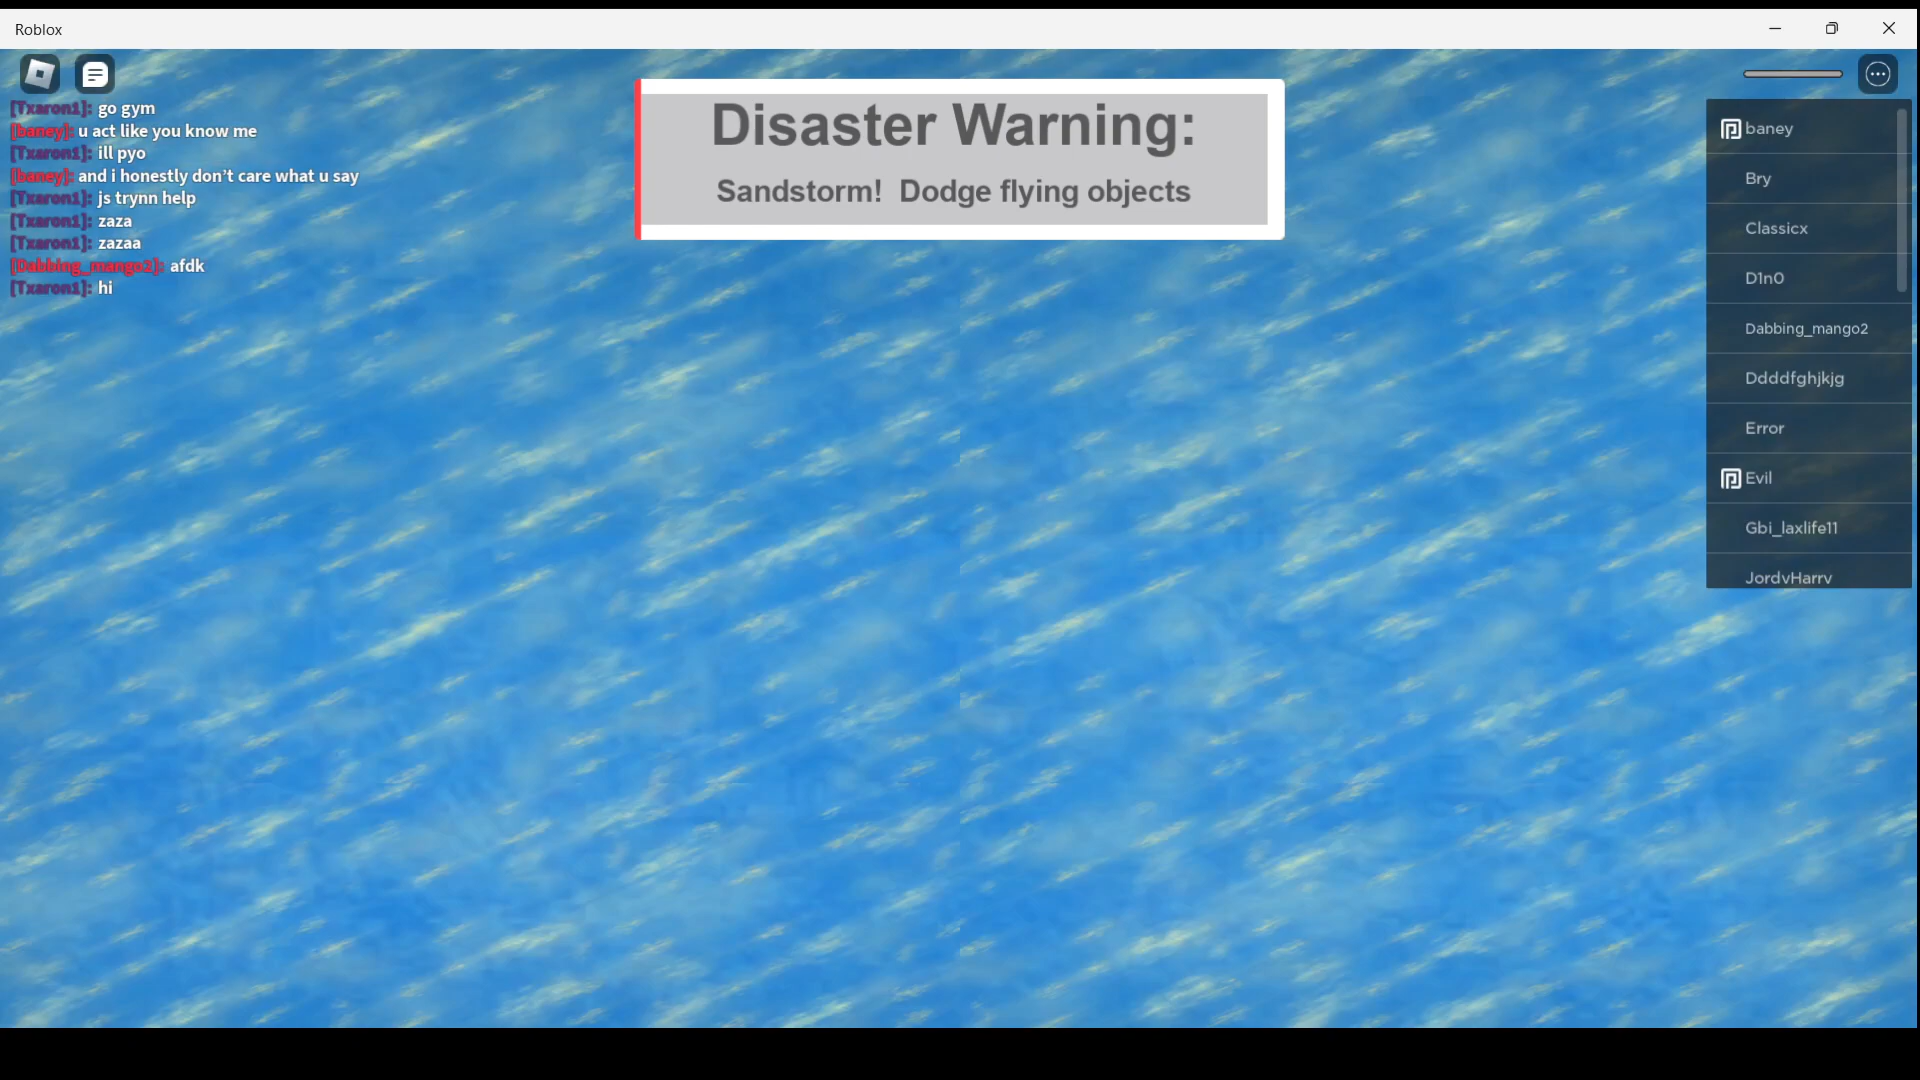 Roblox
[Txaron1]: go gym
[baney]: u act like you know me
[Txaron1]: ill pyo
[baney]: and i honestly don't care what u say
[Txaron1]: js trynn help
[Txaron1]: zaza
[Txaron1]: zazaa
[Dabbing_mango2]: afdk
[Txaron1]: hi
Disaster Warning:
Sandstorm! Dodge flying objects
baney
Bry
Classicx
D1n0
Dabbing_mango2
Ddddfghjkjg
Error
Evil
Gbi_laxlife11
JordyHarry